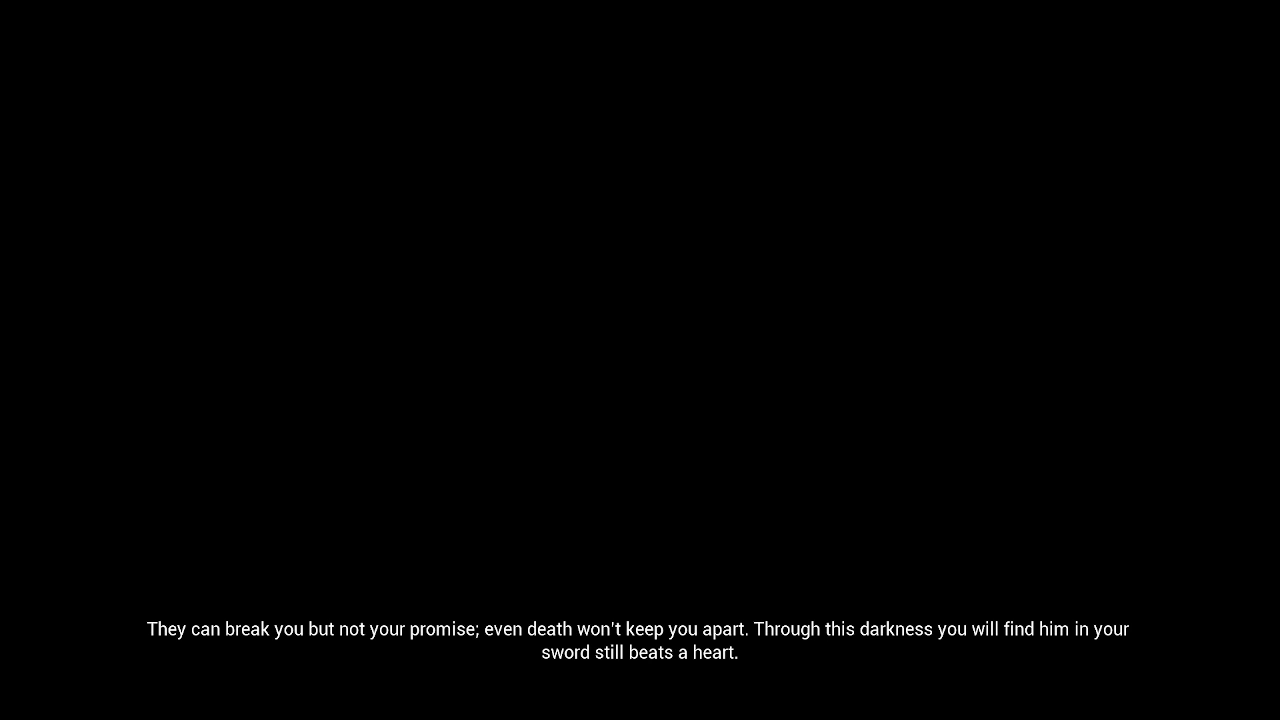 They can break you but not your promise; even death won't keep you apart. Through this darkness you will find him in your
sword still beats a heart.